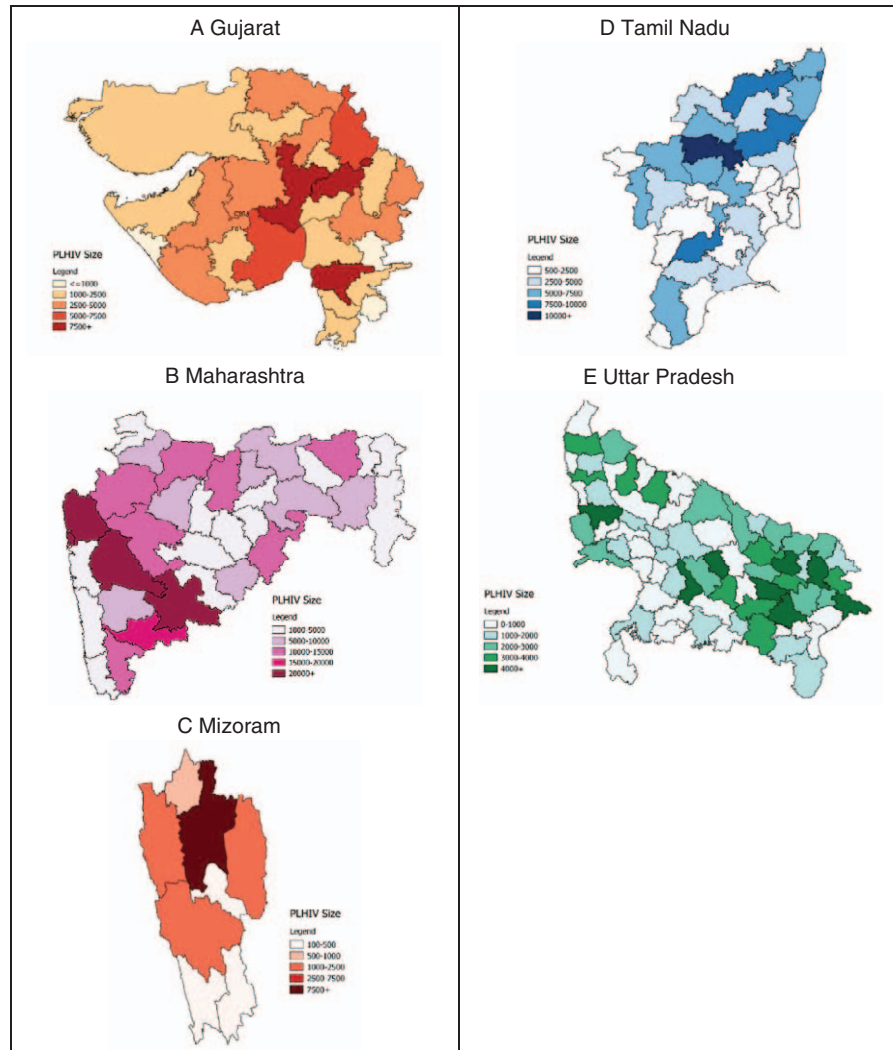 A Gujarat
PLHIV Size
Legend
<=1000
1000-2500
2500-5000
5000-7500
7500+
B Maharashtra
PLHIV Size
Legend
1000-5000
5000-10000
10000-15000
15000-20000
20000+
C Mizoram
PLHIV Size
Legend
100-500
500-1000
1000-2500
2500-7500
7500+
D Tamil Nadu
PLHIV Size
Legend
500-2500
2500-5000
5000-7500
7500-10000
10000+
E Uttar Pradesh
PLHIV Size
Legend
0-1000
1000-2000
2000-3000
3000-4000
4000+